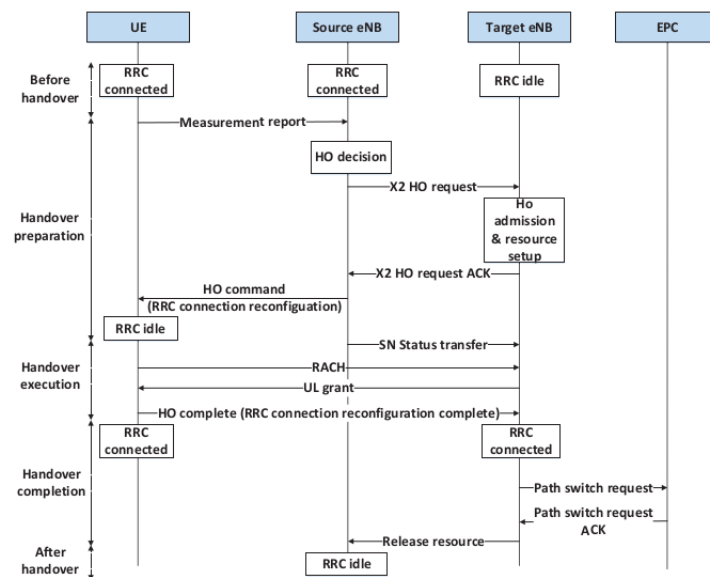 UE
Source eNB
Target eNB
EPC
Before
handover
RRC
connected
RRC
connected
RRC idle
Measurement report
HO decision
X2 HO request
Handover
preparation
Ho
admission
& resource
setup
X2 HO request ACK
HO command
(RRC connection reconfiguation)
RRC idle
SN Status transfer
Handover
execution
RACH
UL grant
HO complete (RRC connection reconfiguration complete)
RRC
connected
RRC
connected
Handover
completion
Path switch request
Path switch request
ACK
Release resource
After
handover
RRC idle